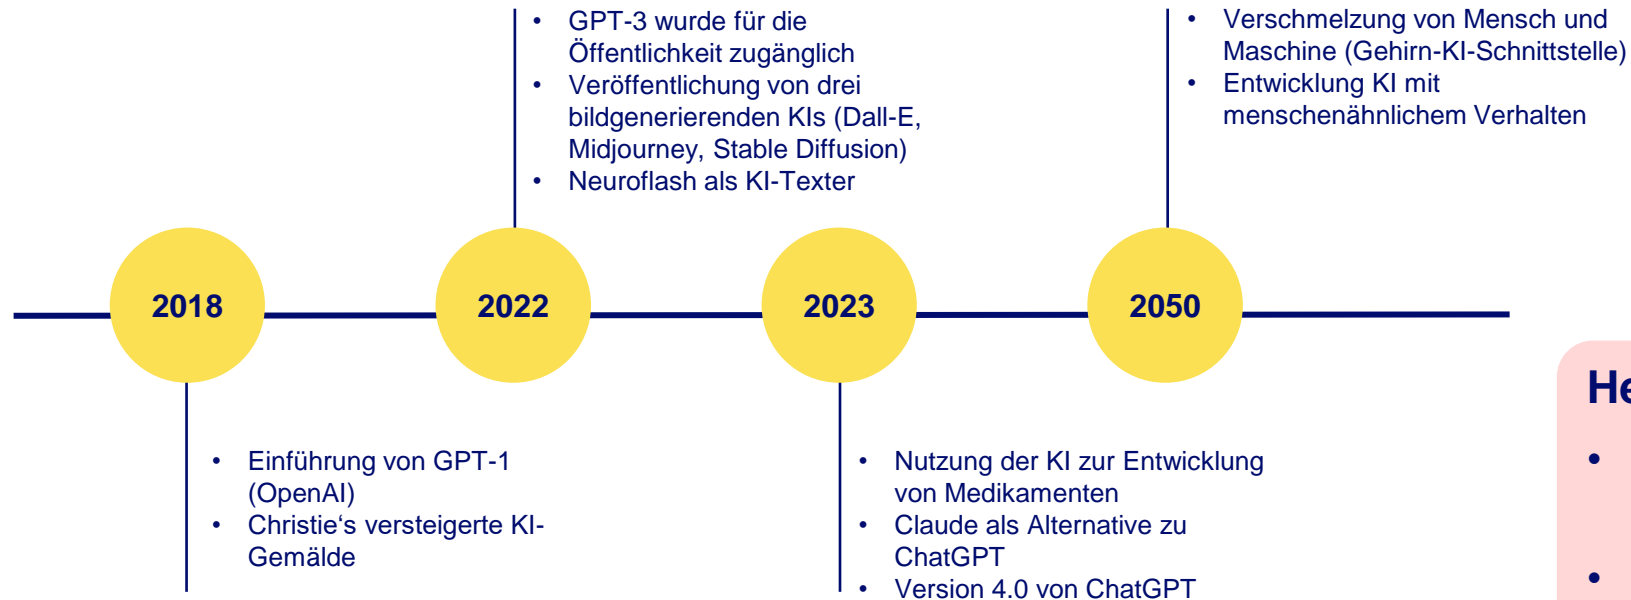 • GPT-3 wurde für die
Öffentlichkeit zugänglich
• Veröffentlichung von drei
bildgenerierenden KIs (Dall-E,
Midjourney, Stable Diffusion)
• Neuroflash als KI-Texter
• Verschmelzung von Mensch und
Maschine (Gehirn-KI-Schnittstelle)
• Entwicklung KI mit
menschenähnlichem Verhalten
2018
2022
2023
2050
• Einführung von GPT-1
(OpenAI)
• Christie‘s versteigerte KI-
Gemälde
• Nutzung der KI zur Entwicklung
von Medikamenten
• Claude als Alternative zu
ChatGPT
• Version 4.0 von ChatGPT